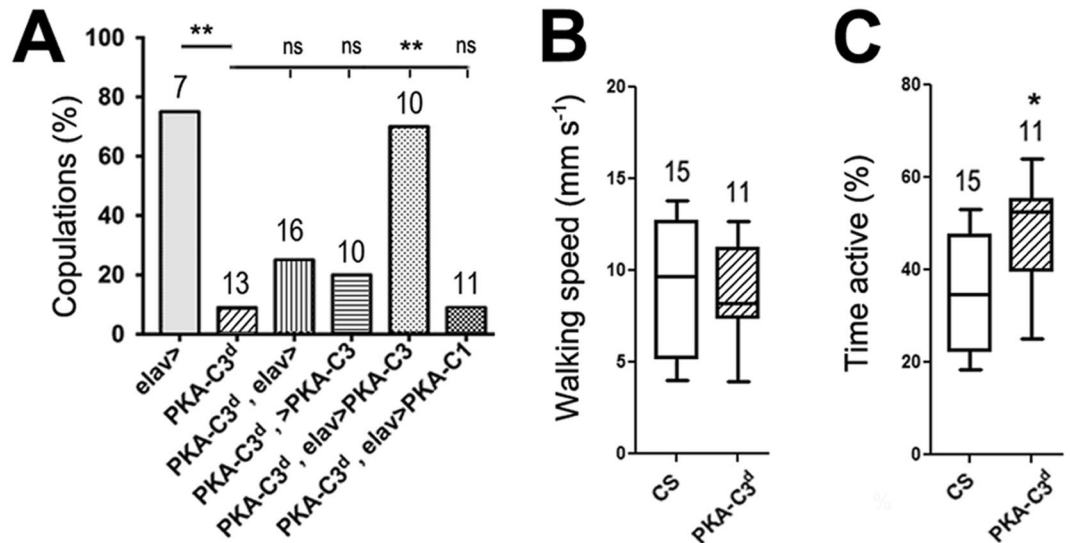 A
Copulations (%)
100
80
60
40
20
0
**
ns
ns
**
ns
7
13
16
10
10
11
elav>
PKA-C3ᵈ
PKA-C3ᵈ, elav>
PKA-C3ᵈ, >PKA-C3
PKA-C3ᵈ, elav>PKA-C3
PKA-C3ᵈ, elav>PKA-C1
B
Walking speed (mm s⁻¹)
20
15
10
5
0
15
11
CS
PKA-C3ᵈ
C
Time active (%)
80
60
40
20
0
15
*
11
CS
PKA-C3ᵈ
%